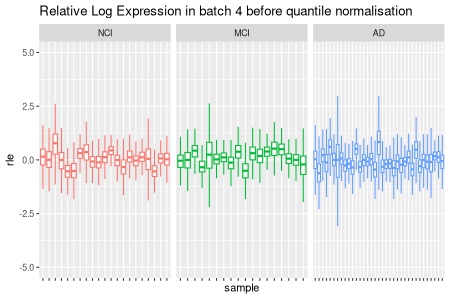 Relative Log Expression in batch 4 before quantile normalisation
NCI MCI AD
5.0
2.5
0.0
-2.5
-5.0
rle
sample